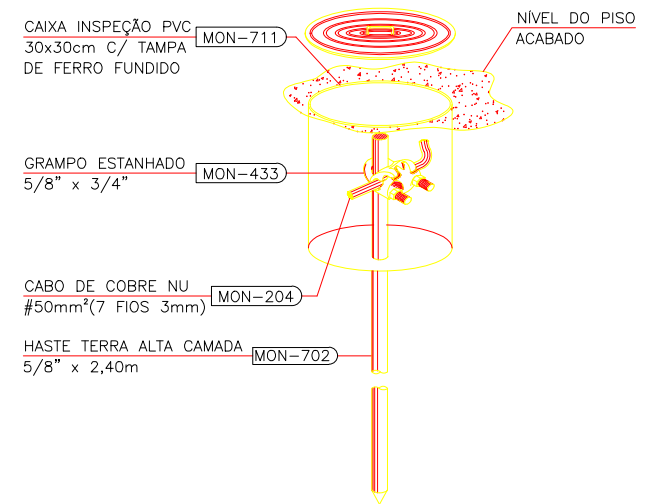 CAIXA INSPEÇÃO PVC
30x30cm C/ TAMPA
DE FERRO FUNDIDO
MON-711
NÍVEL DO PISO
ACABADO
GRAMPO ESTANHADO
5/8" x 3/4"
MON-433
CABO DE COBRE NU
#50mm²(7 FIOS 3mm)
MON-204
HASTE TERRA ALTA CAMADA
5/8" x 2,40m
MON-702